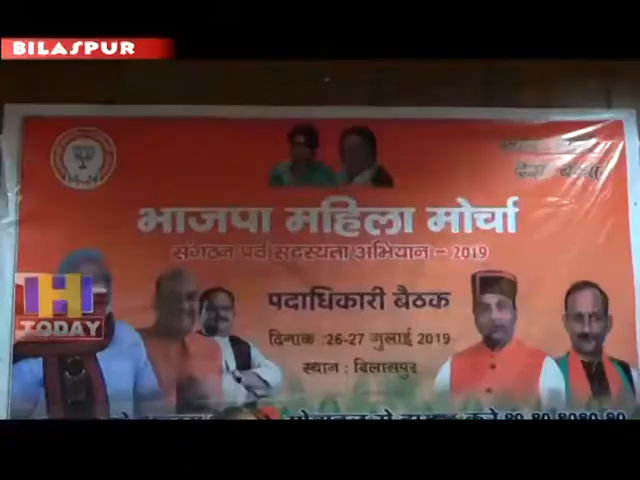 BILASPUR
भाजपा महिला मोर्चा
संगठन पर्व सदस्यता अभियान - 2019
पदाधिकारी बैठक
दिनांक :26-27 जुलाई 2019
स्थान : बिलासपुर
H
TODAY